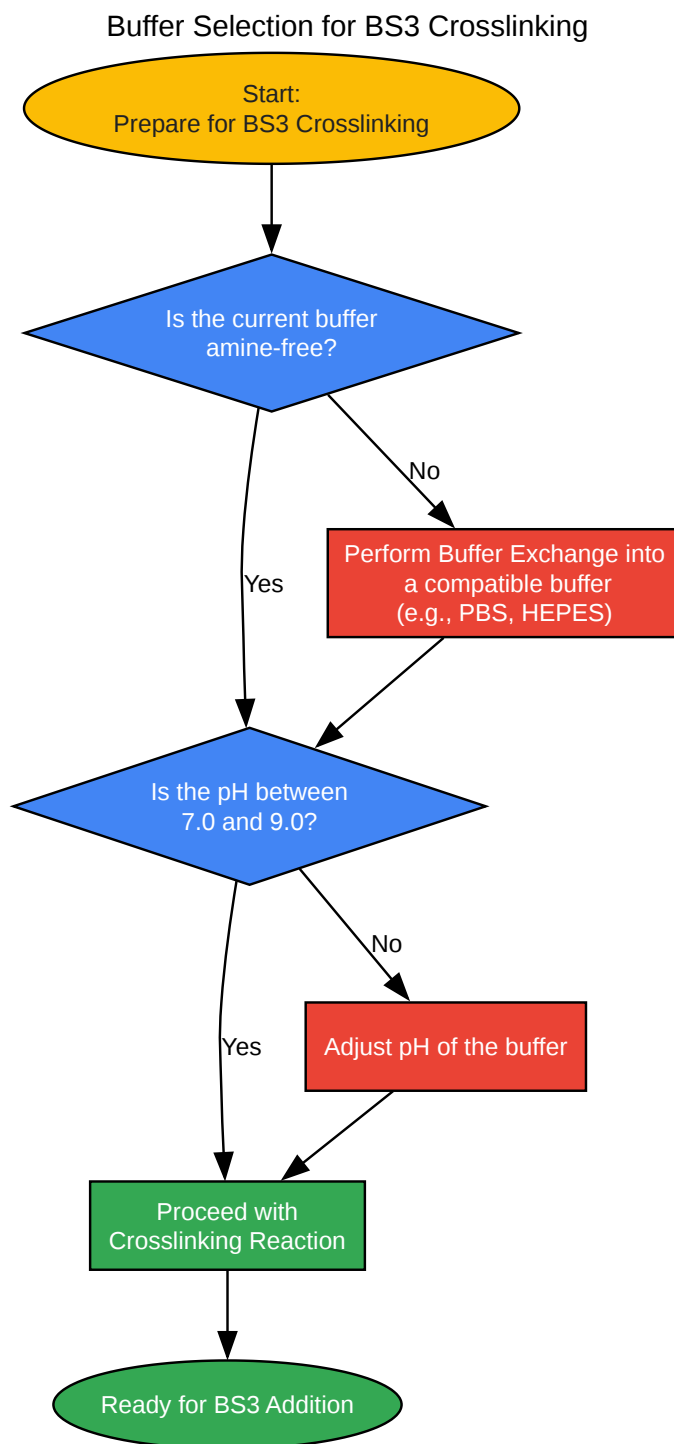 Buffer Selection for BS3 Crosslinking
Start:
Prepare for BS3 Crosslinking
Is the current buffer
amine-free?
No
Perform Buffer Exchange into
a compatible buffer
(e.g., PBS, HEPES)
Yes
Is the pH between
7.0 and 9.0?
No
Adjust pH of the buffer
Yes
Proceed with
Crosslinking Reaction
Ready for BS3 Addition